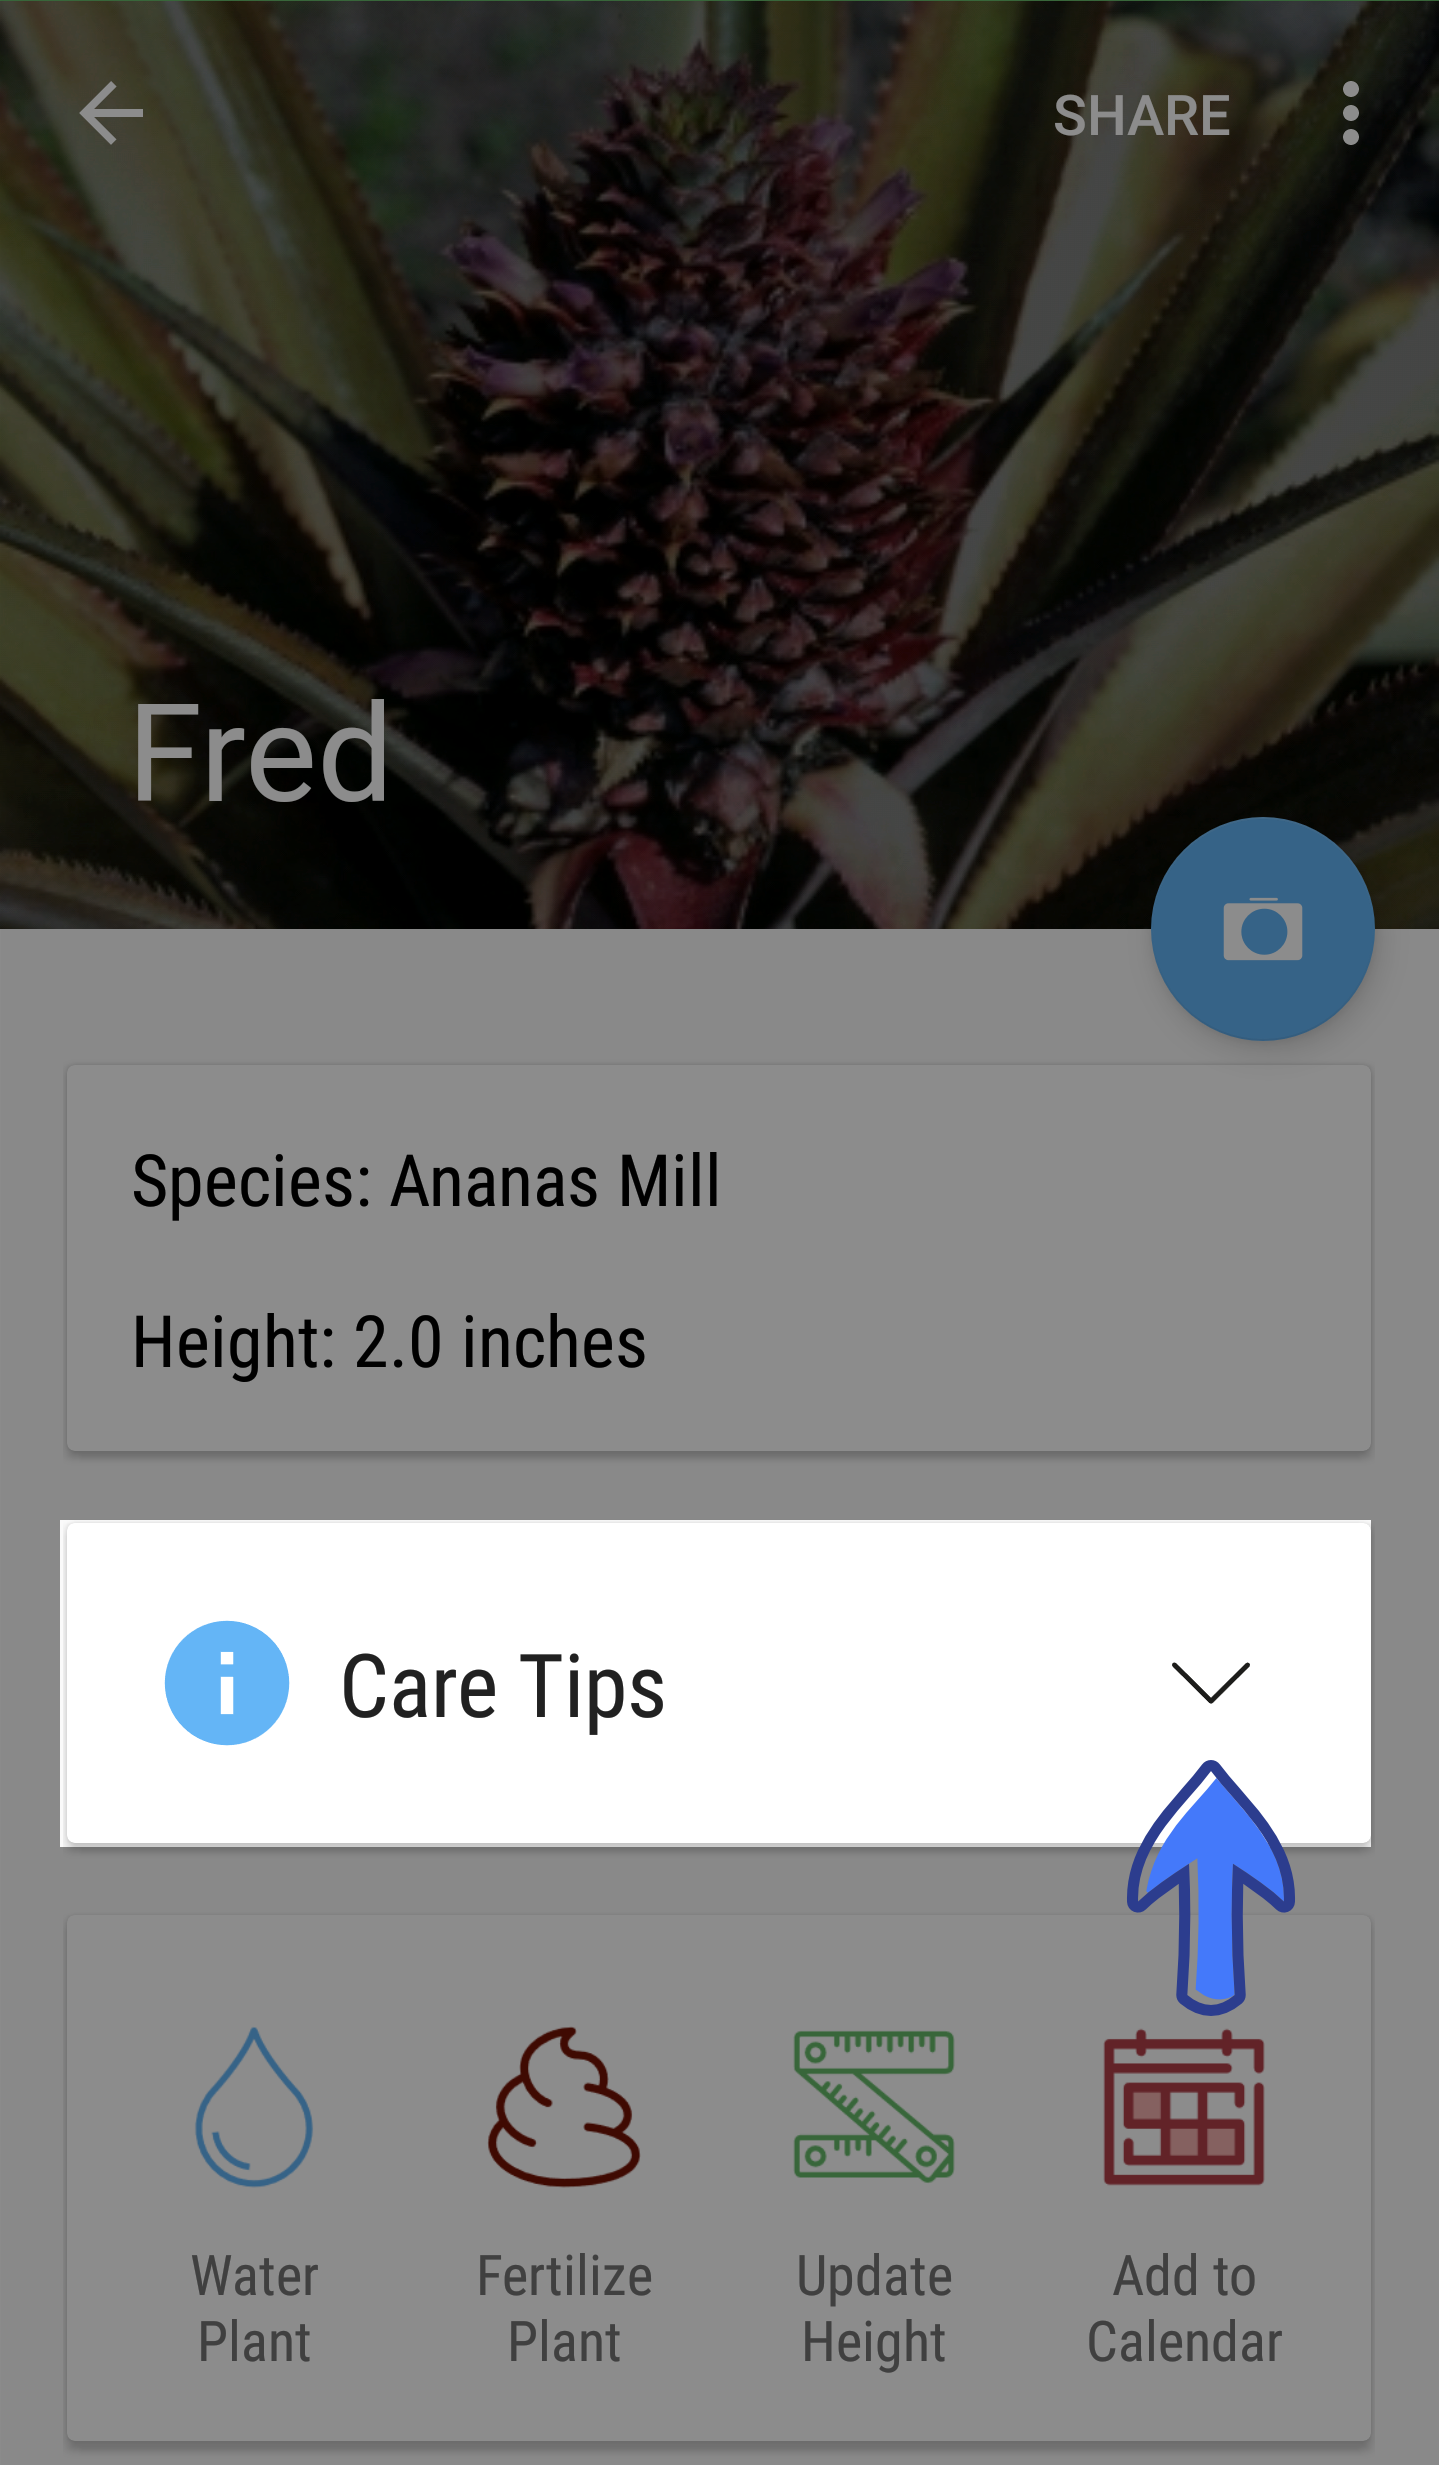 SHARE
Fred
Species: Ananas Mill
Height: 2.0 inches
Care Tips
Water
Plant
Fertilize
Plant
Update
Height
Add to
Calendar